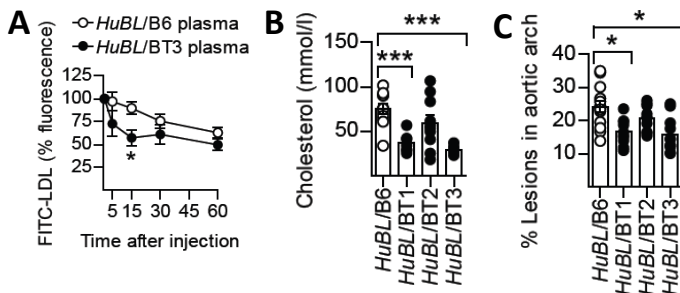 A
HuBL/B6 plasma
HuBL/BT3 plasma
FITC-LDL (% fluorescence)
125
100
75
50
25
*
5 15 30 45 60
Time after injection
B
***
***
Cholesterol (mmol/l)
150
100
50
HuBL/B6
HuBL/BT1
HuBL/BT2
HuBL/BT3
C
*
*
% Lesions in aortic arch
40
30
20
10
HuBL/B6
HuBL/BT1
HuBL/BT2
HuBL/BT3